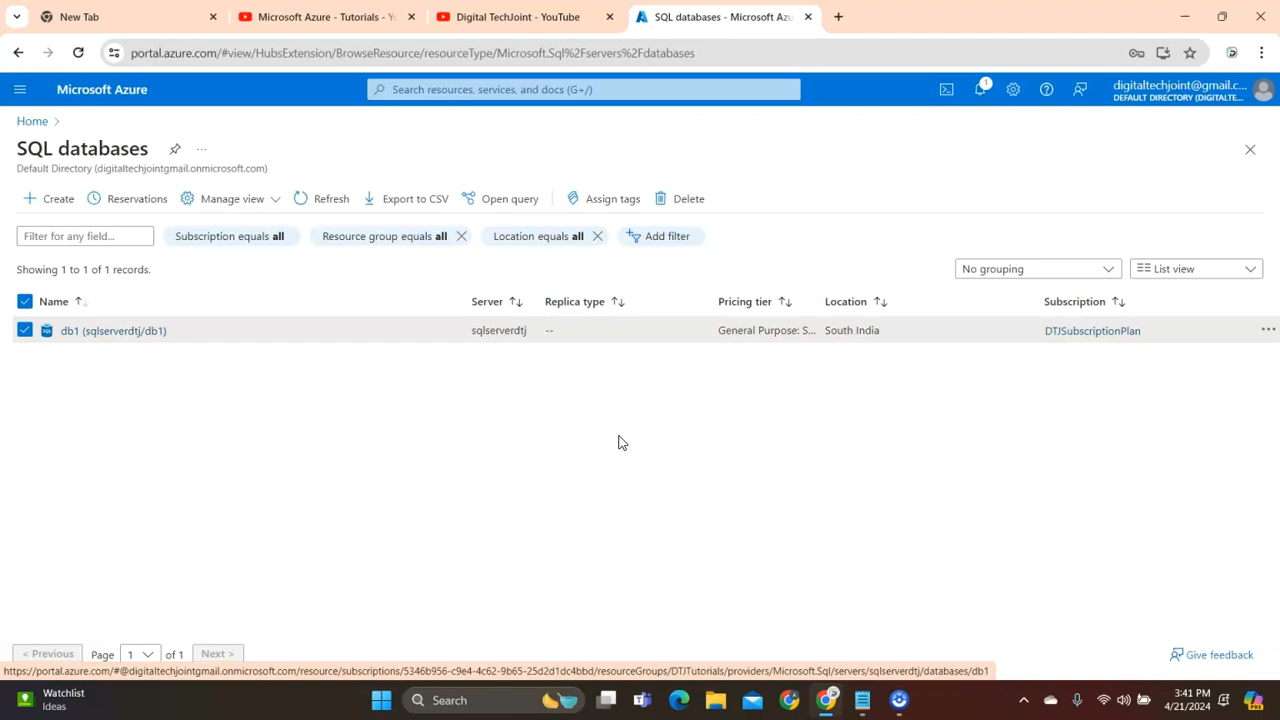 New Tab
Microsoft Azure - Tutorials - Yo
Digital TechJoint - YouTube
SQL databases - Microsoft Azu
portal.azure.com/#view/HubsExtension/BrowseResource/resourceType/Microsoft.Sql%2Fservers%2Fdatabases
Microsoft Azure
Search resources, services, and docs (G+/)
1
digitaltechjoint@gmail.c...
DEFAULT DIRECTORY (DIGITALTE...
Home >
SQL databases
Default Directory (digitaltechjointgmail.onmicrosoft.com)
Create Reservations Manage view Refresh Export to CSV Open query Assign tags Delete
Filter for any field... Subscription equals all Resource group equals all Location equals all Add filter
Showing 1 to 1 of 1 records.
No grouping List view
Name Server Replica type Pricing tier Location Subscription
SQL db1 (sqlserverdtj/db1) sqlserverdtj -- General Purpose: S... South India DTJSubscriptionPlan
< Previous Page 1 of 1 Next >
Give feedback
https://portal.azure.com/#@digitaltechjointgmail.onmicrosoft.com/resource/subscriptions/5346b956-c9e4-4c62-9b65-25d2d1dc4bbd/resourceGroups/DTJTutorials/providers/Microsoft.Sql/servers/sqlserverdtj/databases/db1
Watchlist
Ideas
Search
3:41 PM
4/21/2024